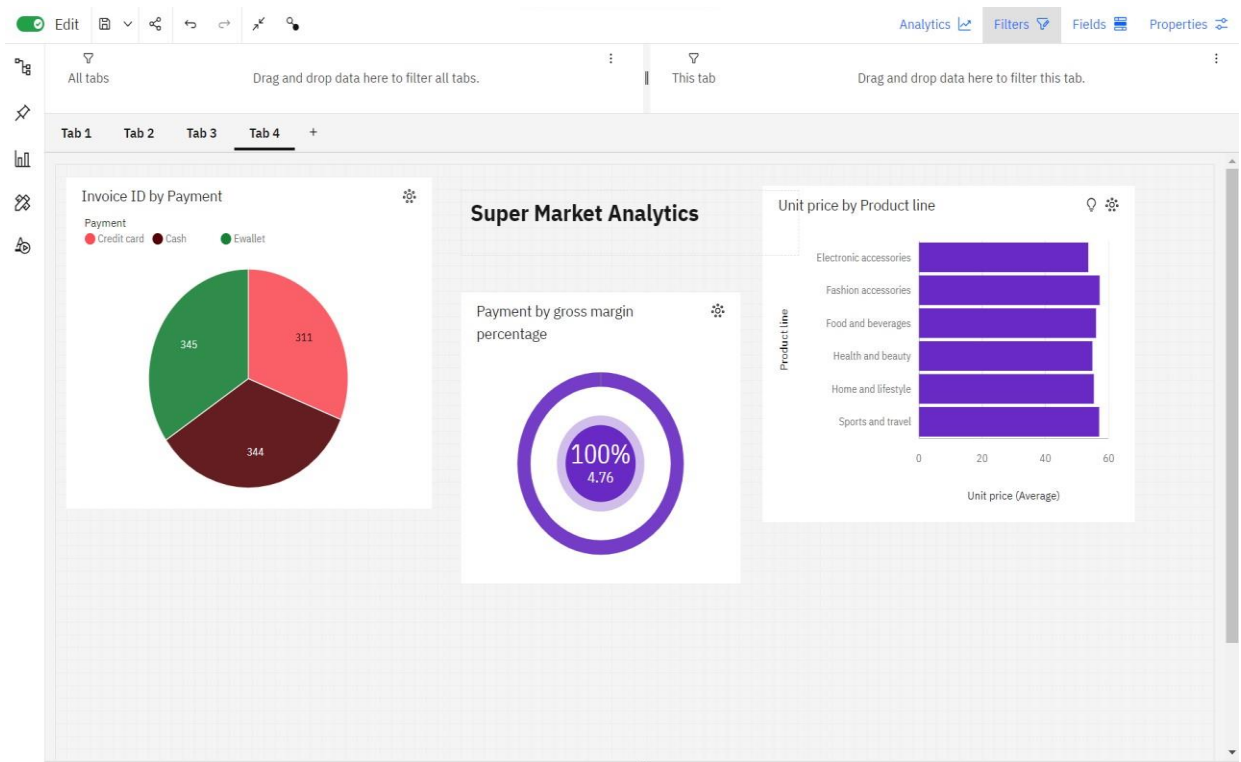 Edit
Analytics Filters Fields Properties
All tabs
Drag and drop data here to filter all tabs.
This tab
Drag and drop data here to filter this tab.
Tab 1 Tab 2 Tab 3 Tab 4 +
Invoice ID by Payment
Payment
Credit card Cash Ewallet
345
311
344
Super Market Analytics
Payment by gross margin
percentage
100%
4.76
Unit price by Product line
Product line
Electronic accessories
Fashion accessories
Food and beverages
Health and beauty
Home and lifestyle
Sports and travel
0 20 40 60
Unit price (Average)